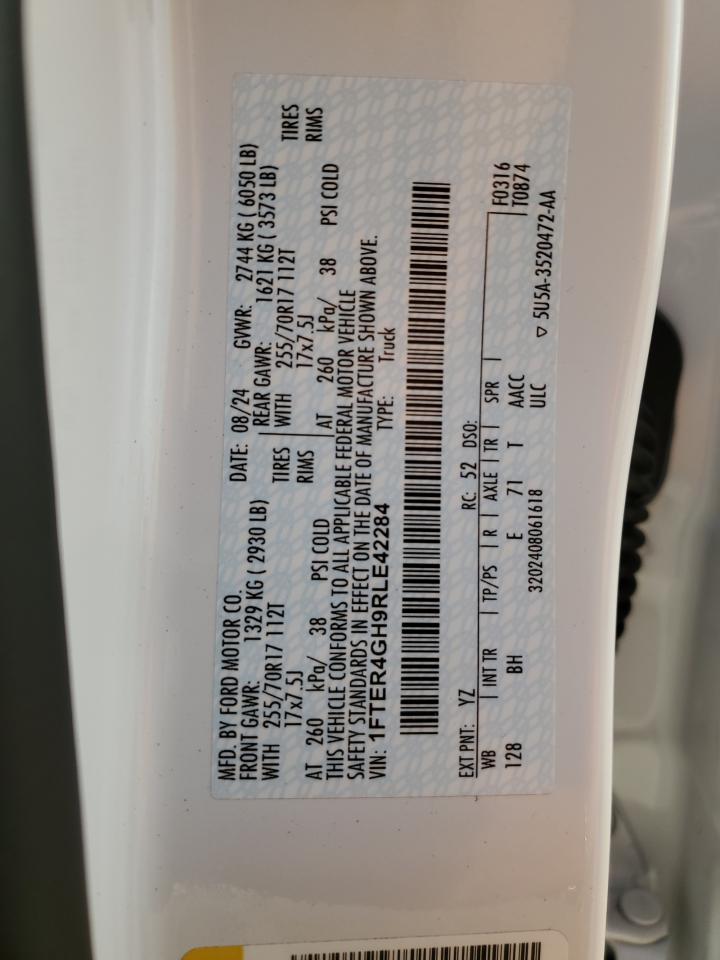 MFD. BY FORD MOTOR CO. DATE: 08/24 GVWR: 2744 KG ( 6050 LB)
FRONT GAWR: 1329 KG ( 2930 LB) REAR GAWR: 1621 KG ( 3573 LB)
WITH 255/70R17 112T TIRES WITH 255/70R17 112T TIRES
17x7.5J RIMS 17x7.5J RIMS
AT 260 kPa/ 38 PSI COLD AT 260 kPa/ 38 PSI COLD
THIS VEHICLE CONFORMS TO ALL APPLICABLE FEDERAL MOTOR VEHICLE
SAFETY STANDARDS IN EFFECT ON THE DATE OF MANUFACTURE SHOWN ABOVE.
VIN: 1FTER4GH9RLE42284 TYPE: Truck
EXT PNT: YZ RC: 52 DSO:
WB INT TR TP/PS R AXLE TR SPR F0316
128 BH E 71 T AACC T0874
3202408061618 ULC ▽ 5U5A-3520472-AA